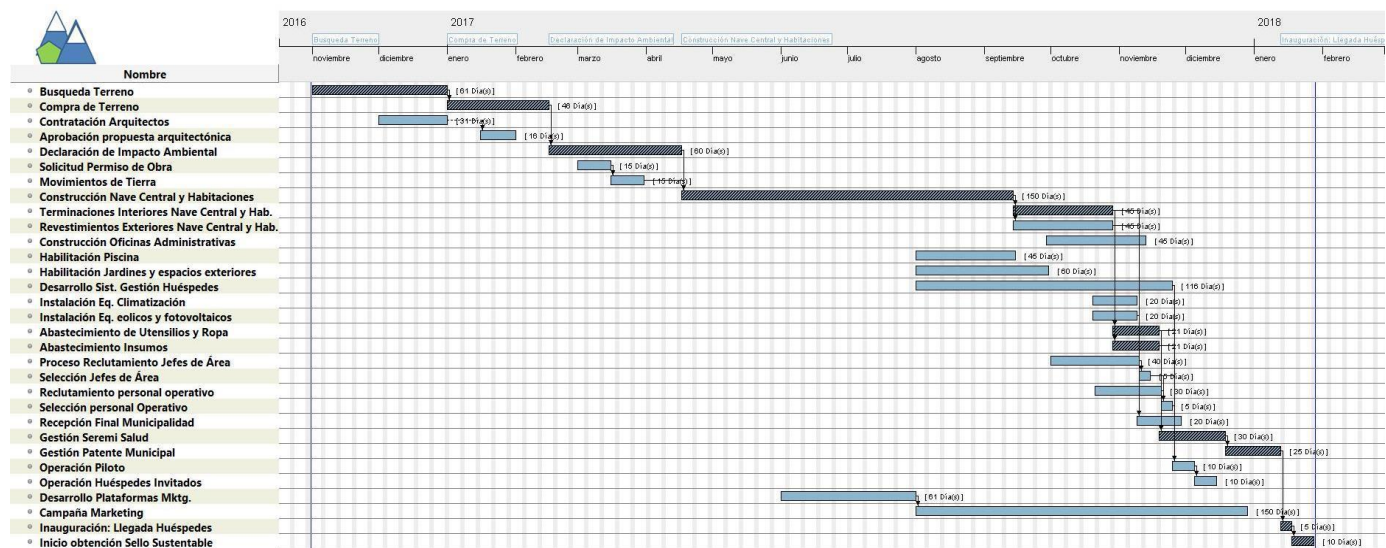 2016 2017 2018
Busqueda Terreno Compra de Terreno Declaración de Impacto Ambiental Construcción Nave Central y Habitaciones Inauguración: Llegada Huésp
noviembre diciembre enero febrero marzo abril mayo junio julio agosto septiembre octubre noviembre diciembre enero febrero
Nombre
Busqueda Terreno [ 61 Día(s) ]
Compra de Terreno [ 46 Día(s) ]
Contratación Arquitectos [ 31 Día(s) ]
Aprobación propuesta arquitectónica [ 16 Día(s) ]
Declaración de Impacto Ambiental [ 60 Día(s) ]
Solicitud Permiso de Obra [ 15 Día(s) ]
Movimientos de Tierra [ 15 Día(s) ]
Construcción Nave Central y Habitaciones [ 150 Día(s) ]
Terminaciones Interiores Nave Central y Hab. [ 45 Día(s) ]
Revestimientos Exteriores Nave Central y Hab. [ 45 Día(s) ]
Construcción Oficinas Administrativas [ 45 Día(s) ]
Habilitación Piscina [ 45 Día(s) ]
Habilitación Jardines y espacios exteriores [ 60 Día(s) ]
Desarrollo Sist. Gestión Huéspedes [ 116 Día(s) ]
Instalación Eq. Climatización [ 20 Día(s) ]
Instalación Eq. eolicos y fotovoltaicos [ 20 Día(s) ]
Abastecimiento de Utensilios y Ropa [ 21 Día(s) ]
Abastecimiento Insumos [ 21 Día(s) ]
Proceso Reclutamiento Jefes de Área [ 40 Día(s) ]
Selección Jefes de Área [ 5 Día(s) ]
Reclutamiento personal operativo [ 30 Día(s) ]
Selección personal Operativo [ 5 Día(s) ]
Recepción Final Municipalidad [ 20 Día(s) ]
Gestión Seremi Salud [ 30 Día(s) ]
Gestión Patente Municipal [ 25 Día(s) ]
Operación Piloto [ 10 Día(s) ]
Operación Huéspedes Invitados [ 10 Día(s) ]
Desarrollo Plataformas Mktg. [ 61 Día(s) ]
Campaña Marketing [ 150 Día(s) ]
Inauguración: Llegada Huéspedes [ 5 Día(s) ]
Inicio obtención Sello Sustentable [ 10 Día(s) ]